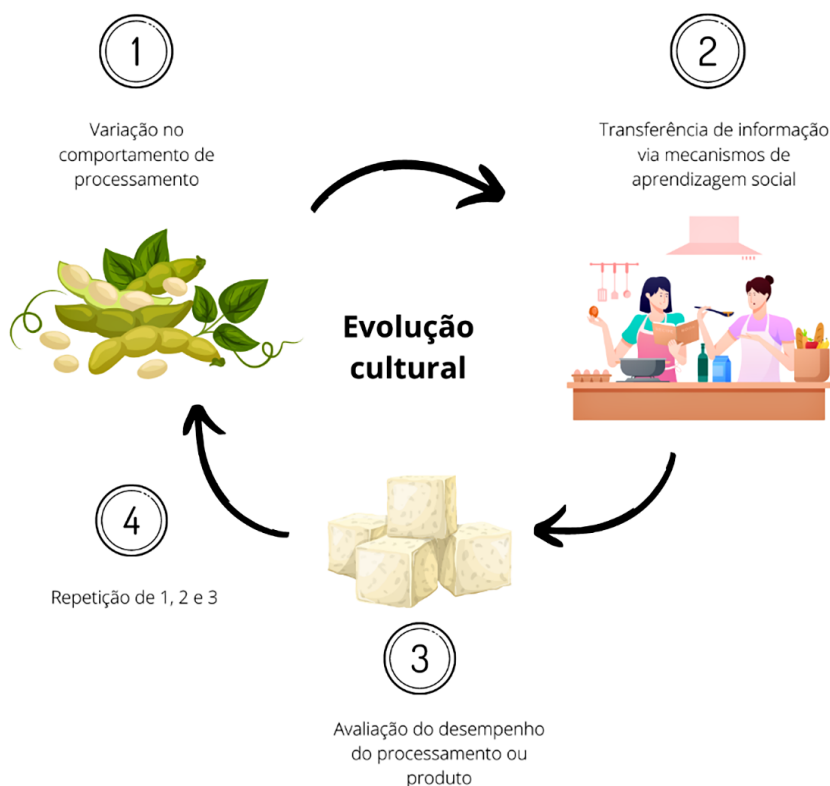 1
Variação no
comportamento de
processamento
2
Transferência de informação
via mecanismos de
aprendizagem social
Evolução
cultural
4
Repetição de 1, 2 e 3
3
Avaliação do desempenho
do processamento ou
produto